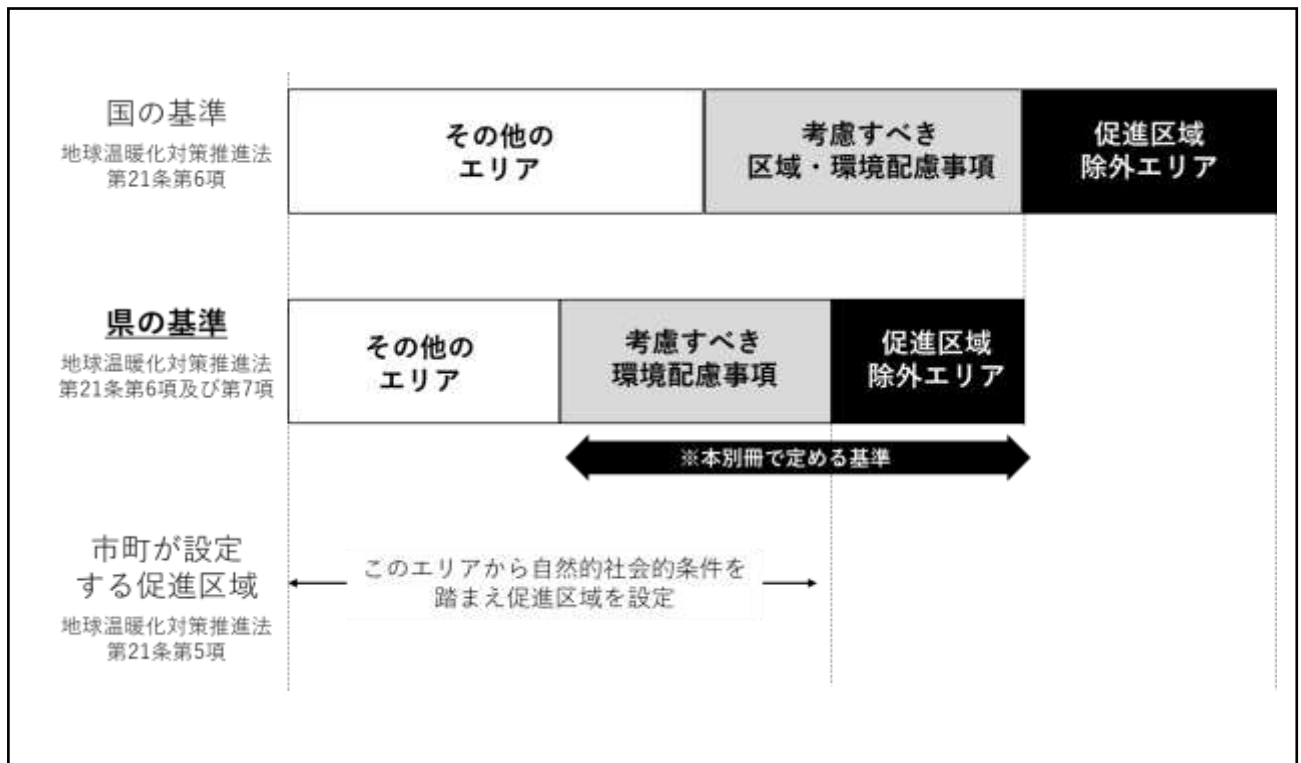 国の基準
地球温暖化対策推進法
第21条第6項
その他の
エリア
考慮すべき
区域・環境配慮事項
促進区域
除外エリア
県の基準
地球温暖化対策推進法
第21条第6項及び第7項
その他の
エリア
考慮すべき
環境配慮事項
促進区域
除外エリア
※本別冊で定める基準
市町が設定
する促進区域
地球温暖化対策推進法
第21条第5項
このエリアから自然的社会的条件を
踏まえ促進区域を設定